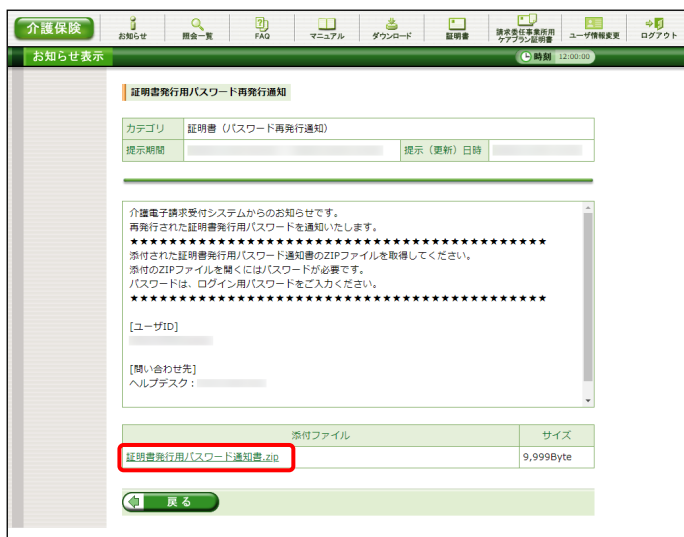 介護保険
お知らせ
照会一覧
FAQ
マニュアル
ダウンロード
証明書
請求委任事業所用
ケアプラン証明書
ユーザ情報変更
ログアウト
お知らせ表示
時刻 12:00:00
証明書発行用パスワード再発行通知
カテゴリ 証明書（パスワード再発行通知）
提示期間 提示（更新）日時
介護電子請求受付システムからのお知らせです。
再発行された証明書発行用パスワードを通知いたします。
★★★★★★★★★★★★★★★★★★★★★★★★★★★★★★★★★★★★★★★★★★★
添付された証明書発行用パスワード通知書のZIPファイルを取得してください。
添付のZIPファイルを開くにはパスワードが必要です。
パスワードは、ログイン用パスワードをご入力ください。
★★★★★★★★★★★★★★★★★★★★★★★★★★★★★★★★★★★★★★★★★★★
[ユーザID]
[問い合わせ先]
ヘルプデスク：
添付ファイル サイズ
証明書発行用パスワード通知書.zip 9,999Byte
戻る